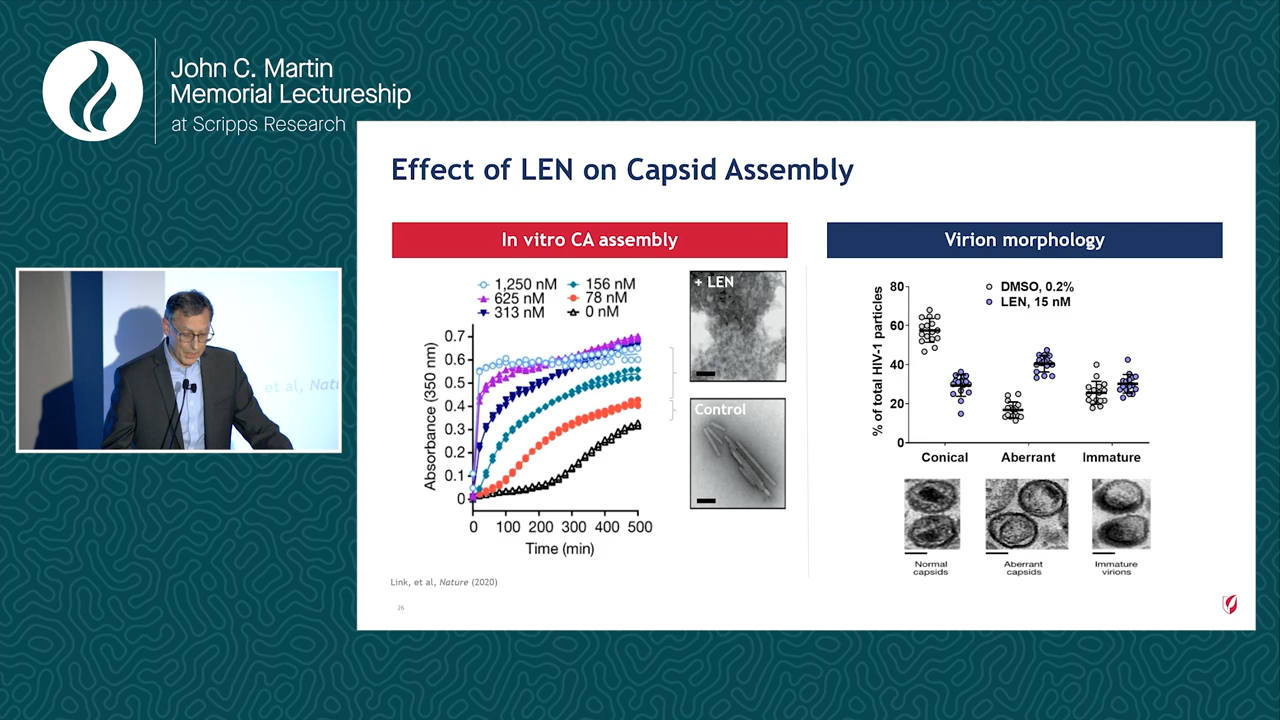 John C. Martin
Memorial Lectureship
at Scripps Research
Effect of LEN on Capsid Assembly
In vitro CA assembly
Virion morphology
1,250 nM
156 nM
625 nM
78 nM
313 nM
0 nM
Absorbance (350 nm)
0.7
0.6
0.5
0.4
0.3
0.2
0.1
0
0 100 200 300 400 500
Time (min)
+ LEN
Control
DMSO, 0.2%
LEN, 15 nM
% of total HIV-1 particles
80
60
40
20
0
Conical Aberrant Immature
Normal
capsids
Aberrant
capsids
Immature
virions
et al, Natu
Link, et al, Nature (2020)
26